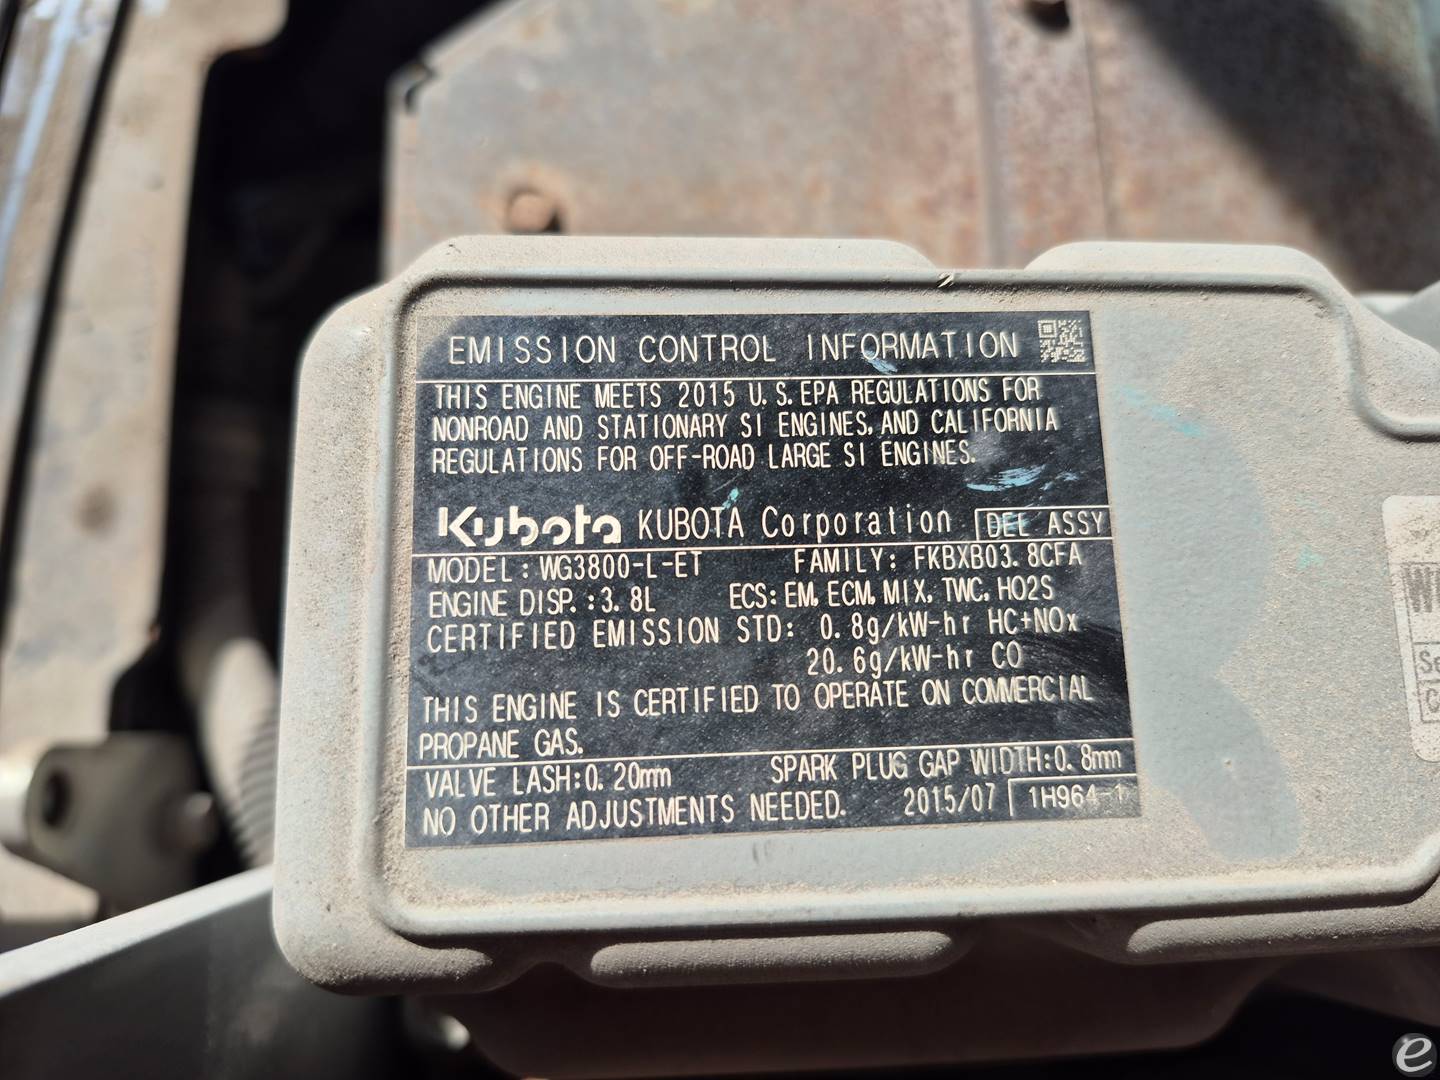 EMISSION CONTROL INFORMATION
THIS ENGINE MEETS 2015 U.S.EPA REGULATIONS FOR
NONROAD AND STATIONARY SI ENGINES, AND CALIFORNIA
REGULATIONS FOR OFF-ROAD LARGE SI ENGINES.
Kubota KUBOTA Corporation DEL ASSY
MODEL: WG3800-L-ET FAMILY: FKBXB03.8CFA
ENGINE DISP.:3.8L ECS: EM, ECM, MIX, TWC, HO2S
CERTIFIED EMISSION STD: 0.8g/kW-hr HC+NOx
20.6g/kW-hr CO
THIS ENGINE IS CERTIFIED TO OPERATE ON COMMERCIAL
PROPANE GAS.
VALVE LASH:0.20mm SPARK PLUG GAP WIDTH:0.8mm
NO OTHER ADJUSTMENTS NEEDED. 2015/07 1H964-1
e